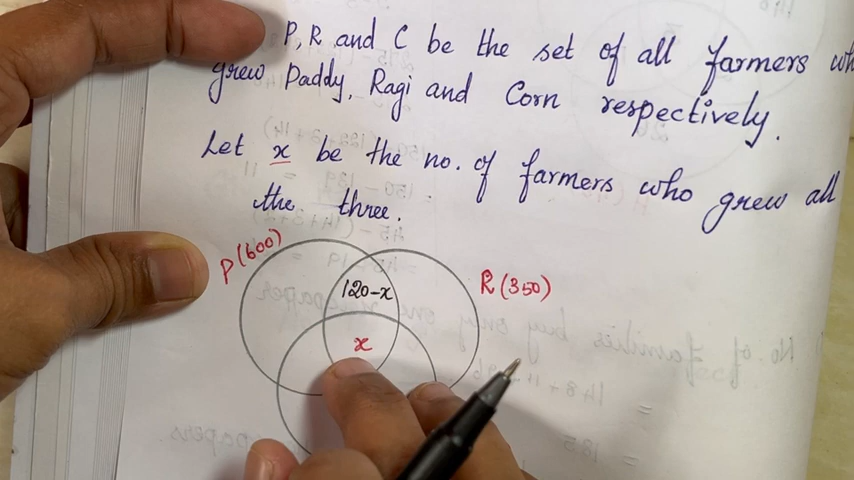 P, R and C be the set of all farmers
grew Paddy, Ragi and Corn respectively.
Let x be the no. of farmers who grew all
the three.
P(600)
120-x
R(350)
x